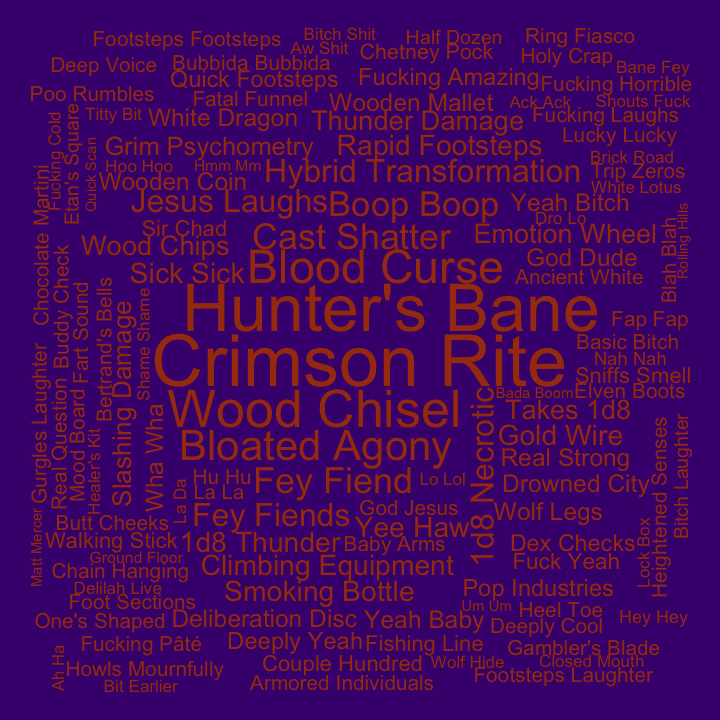 Bitch Shit
Half Dozen
Ring Fiasco
Footsteps Footsteps
Aw Shit
Chetney Pock
Holy Crap
Deep Voice
Bubbida Bubbida
Bane Fey
Quick Footsteps
Fucking Amazing
Fucking Horrible
Poo Rumbles
Fatal Funnel
Wooden Mallet
Ack Ack
Shouts Fuck
Titty Bit
White Dragon
Thunder Damage
Fucking Laughs
Lucky Lucky
Fucking Cold
Elan's Square
Quick Scan
Grim Psychometry
Rapid Footsteps
Brick Road
Hoo Hoo
Hmm Mm
Hybrid Transformation
Trip Zeros
Wooden Coin
White Lotus
Chocolate Martini
Jesus Laughs
Boop Boop
Yeah Bitch
Dro Lo
Sir Chad
Cast Shatter
Emotion Wheel
Blah Blah
Rolling Hills
Wood Chips
God Dude
Sick Sick
Blood Curse
Ancient White
Buddy Check
Hunter's Bane
Fap Fap
Fart Sound
Bertrand's Bells
Slashing Damage
Shame Shame
Crimson Rite
Basic Bitch
Nah Nah
Sniffs Smell
Gurgles Laughter
Real Question
Mood Board
Healer's Kit
Wha Wha
Wood Chisel
1d8 Necrotic
Bada Boom
Elven Boots
Takes 1d8
Bloated Agony
Gold Wire
Real Strong
Heightened Senses
Bitch Laughter
Hu Hu
Fey Fiend
Lo Lol
Drowned City
La La
La Da
Matt Mercer
Butt Cheeks
Fey Fiends
God Jesus
Yee Haw
Wolf Legs
Walking Stick
1d8 Thunder
Baby Arms
Dex Checks
Lock Box
Ground Floor
Chain Hanging
Climbing Equipment
Fuck Yeah
Delilah Live
Smoking Bottle
Pop Industries
Foot Sections
Um Um
Heel Toe
Hey Hey
One's Shaped
Deliberation Disc
Yeah Baby
Deeply Cool
Fucking Pâté
Deeply Yeah
Fishing Line
Gambler's Blade
Ah Ha
Howls Mournfully
Couple Hundred
Wolf Hide
Closed Mouth
Bit Earlier
Armored Individuals
Footsteps Laughter